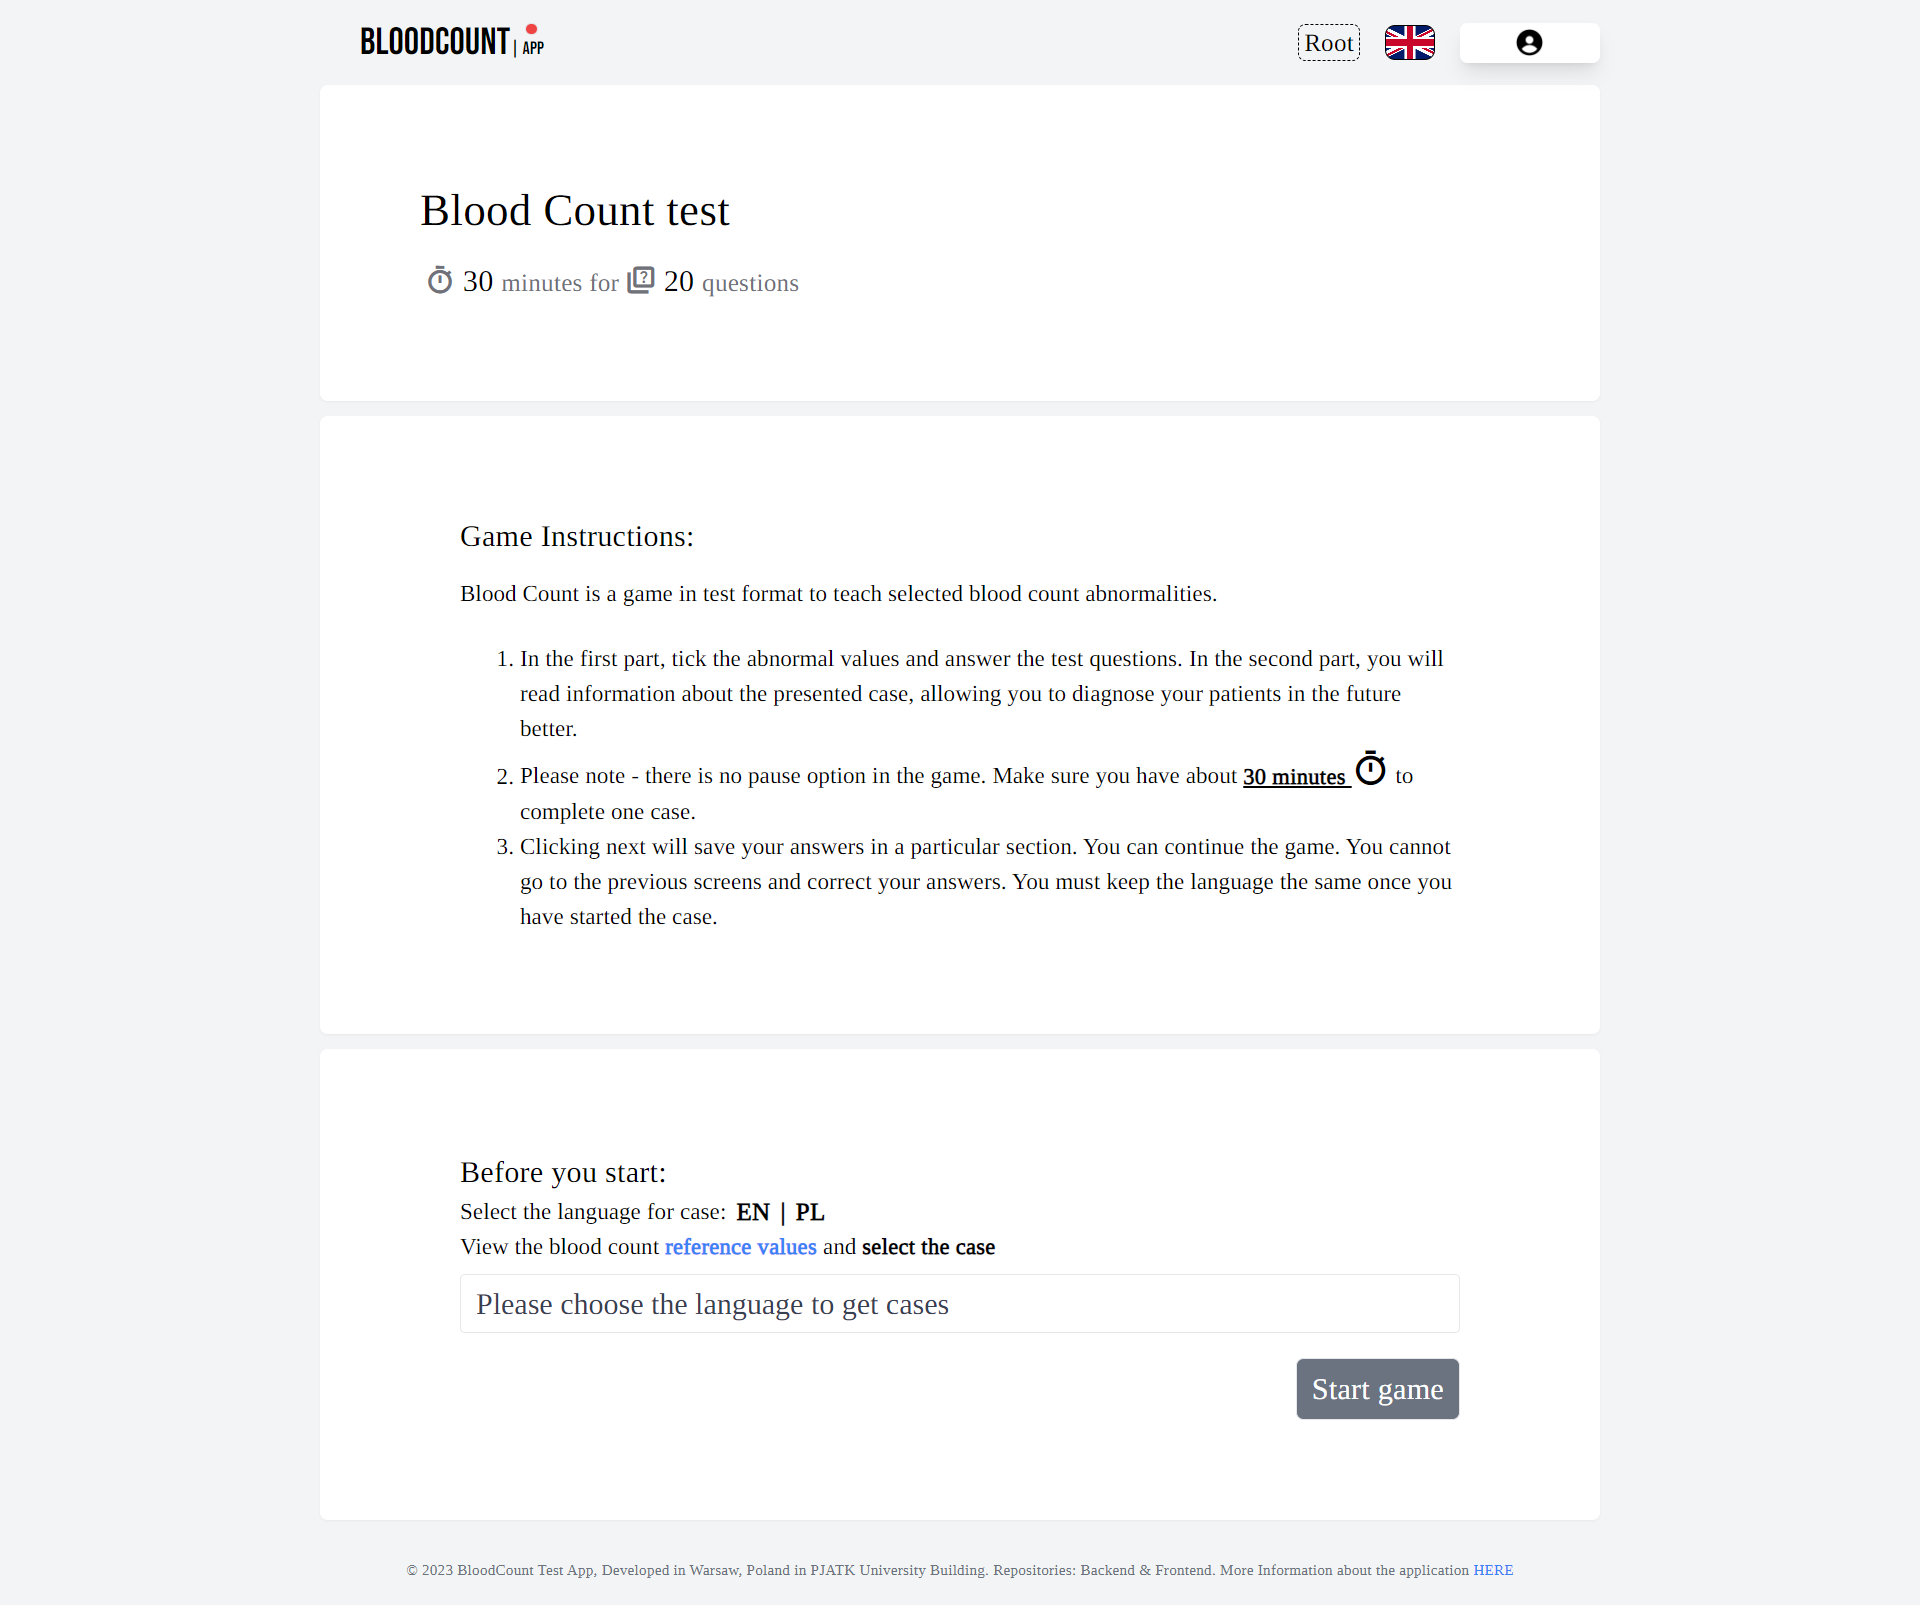 BLOODCOUNT | APP
Root
Blood Count test
30 minutes for 20 questions
Game Instructions:
Blood Count is a game in test format to teach selected blood count abnormalities.
1. In the first part, tick the abnormal values and answer the test questions. In the second part, you will
read information about the presented case, allowing you to diagnose your patients in the future
better.
2. Please note - there is no pause option in the game. Make sure you have about 30 minutes to
complete one case.
3. Clicking next will save your answers in a particular section. You can continue the game. You cannot
go to the previous screens and correct your answers. You must keep the language the same once you
have started the case.
Before you start:
Select the language for case: EN | PL
View the blood count reference values and select the case
Please choose the language to get cases
Start game
© 2023 BloodCount Test App, Developed in Warsaw, Poland in PJATK University Building. Repositories: Backend & Frontend. More Information about the application HERE